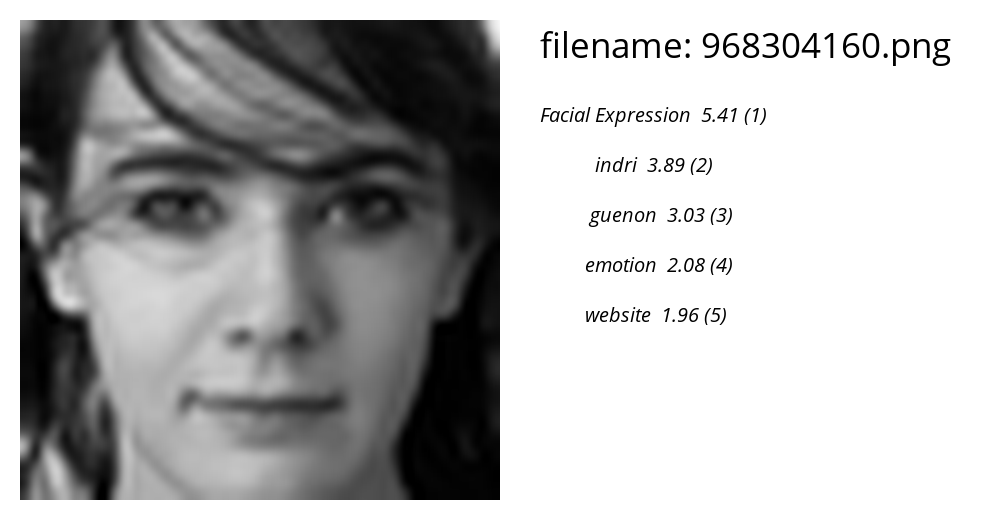 filename: 968304160.png
Facial Expression 5.41 (1)
indri 3.89 (2)
guenon 3.03 (3)
emotion 2.08 (4)
website 1.96 (5)